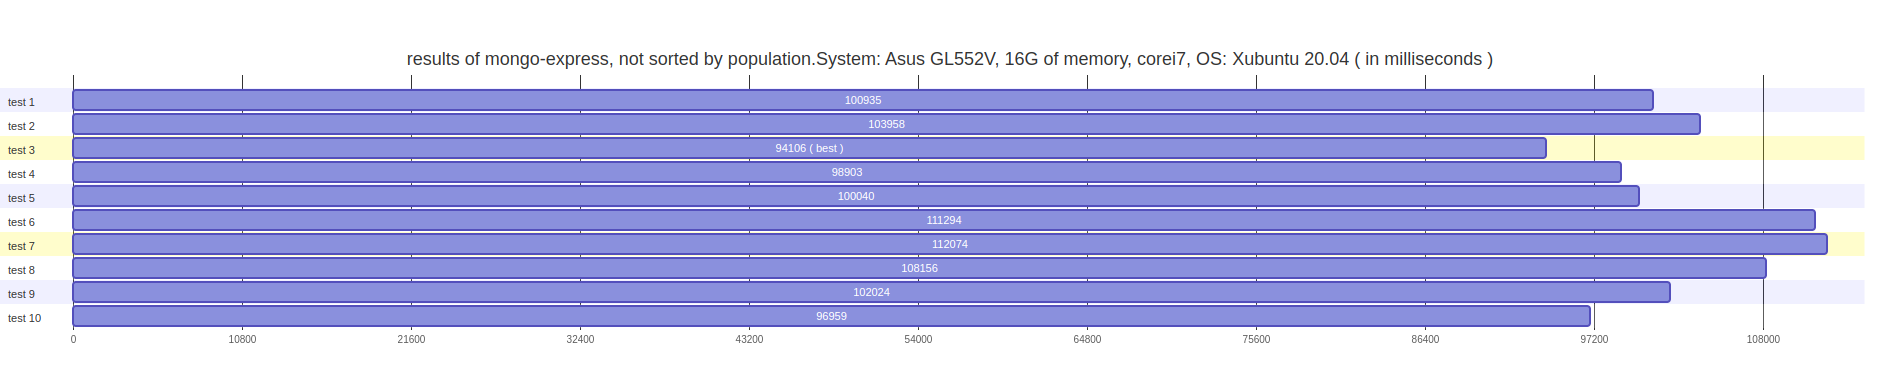 results of mongo-express, not sorted by population.System: Asus GL552V, 16G of memory, corei7, OS: Xubuntu 20.04 ( in milliseconds )
test 1 100935
test 2 103958
test 3 94106 ( best )
test 4 98903
test 5 100040
test 6 111294
test 7 112074
test 8 108156
test 9 102024
test 10 96959
0 10800 21600 32400 43200 54000 64800 75600 86400 97200 108000